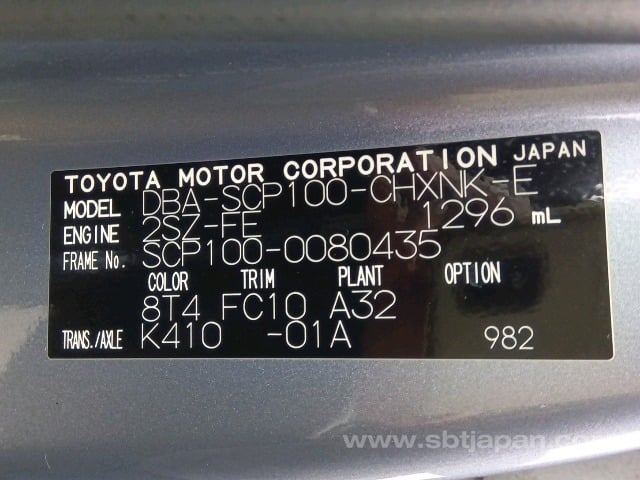 TOYOTA MOTOR CORPORATION JAPAN
MODEL DBA-SCP100-CHXNK-E
ENGINE 2SZ-FE 1296 mL
FRAME No. SCP100-0080435
COLOR TRIM PLANT OPTION
8T4 FC10 A32
TRANS./AXLE K410 -01A 982
www.sbtjapan.com